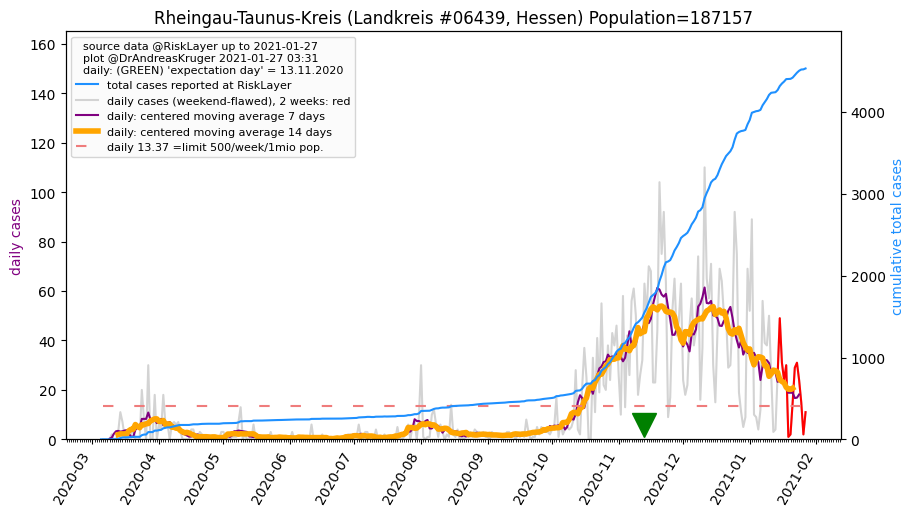 Rheingau-Taunus-Kreis (Landkreis #06439, Hessen) Population=187157
source data @RiskLayer up to 2021-01-27
plot @DrAndreasKruger 2021-01-27 03:31
daily: (GREEN) 'expectation day' = 13.11.2020
total cases reported at RiskLayer
daily cases (weekend-flawed), 2 weeks: red
daily: centered moving average 7 days
daily: centered moving average 14 days
daily 13.37 =limit 500/week/1mio pop.
daily cases
160
140
120
100
80
60
40
20
0
cumulative total cases
4000
3000
2000
1000
0
2020-03
2020-04
2020-05
2020-06
2020-07
2020-08
2020-09
2020-10
2020-11
2020-12
2021-01
2021-02